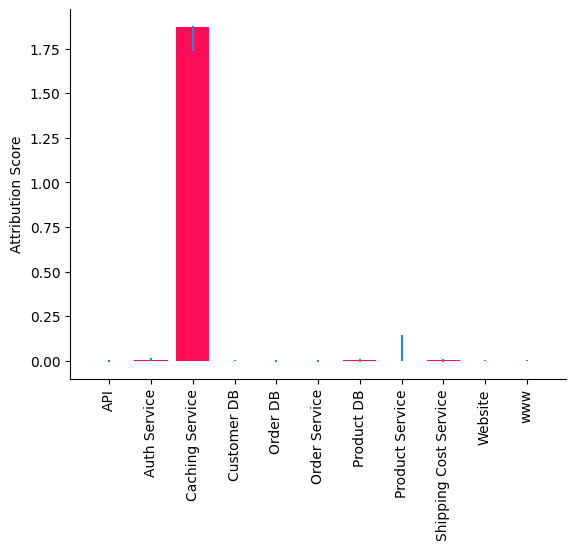 Attribution Score
1.75
1.50
1.25
1.00
0.75
0.50
0.25
0.00
API
Auth Service
Caching Service
Customer DB
Order DB
Order Service
Product DB
Product Service
Shipping Cost Service
Website
www